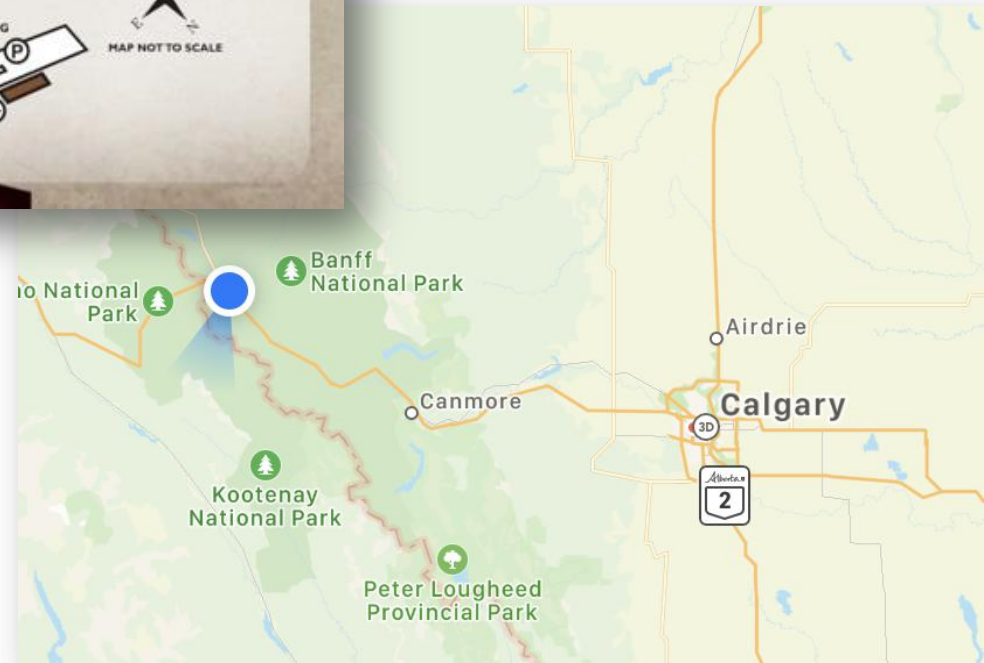 G
P
E
N
MAP NOT TO SCALE
Banff
National Park
o National
Park
Airdrie
Canmore
Calgary
3D
Alberta
2
Kootenay
National Park
Peter Lougheed
Provincial Park